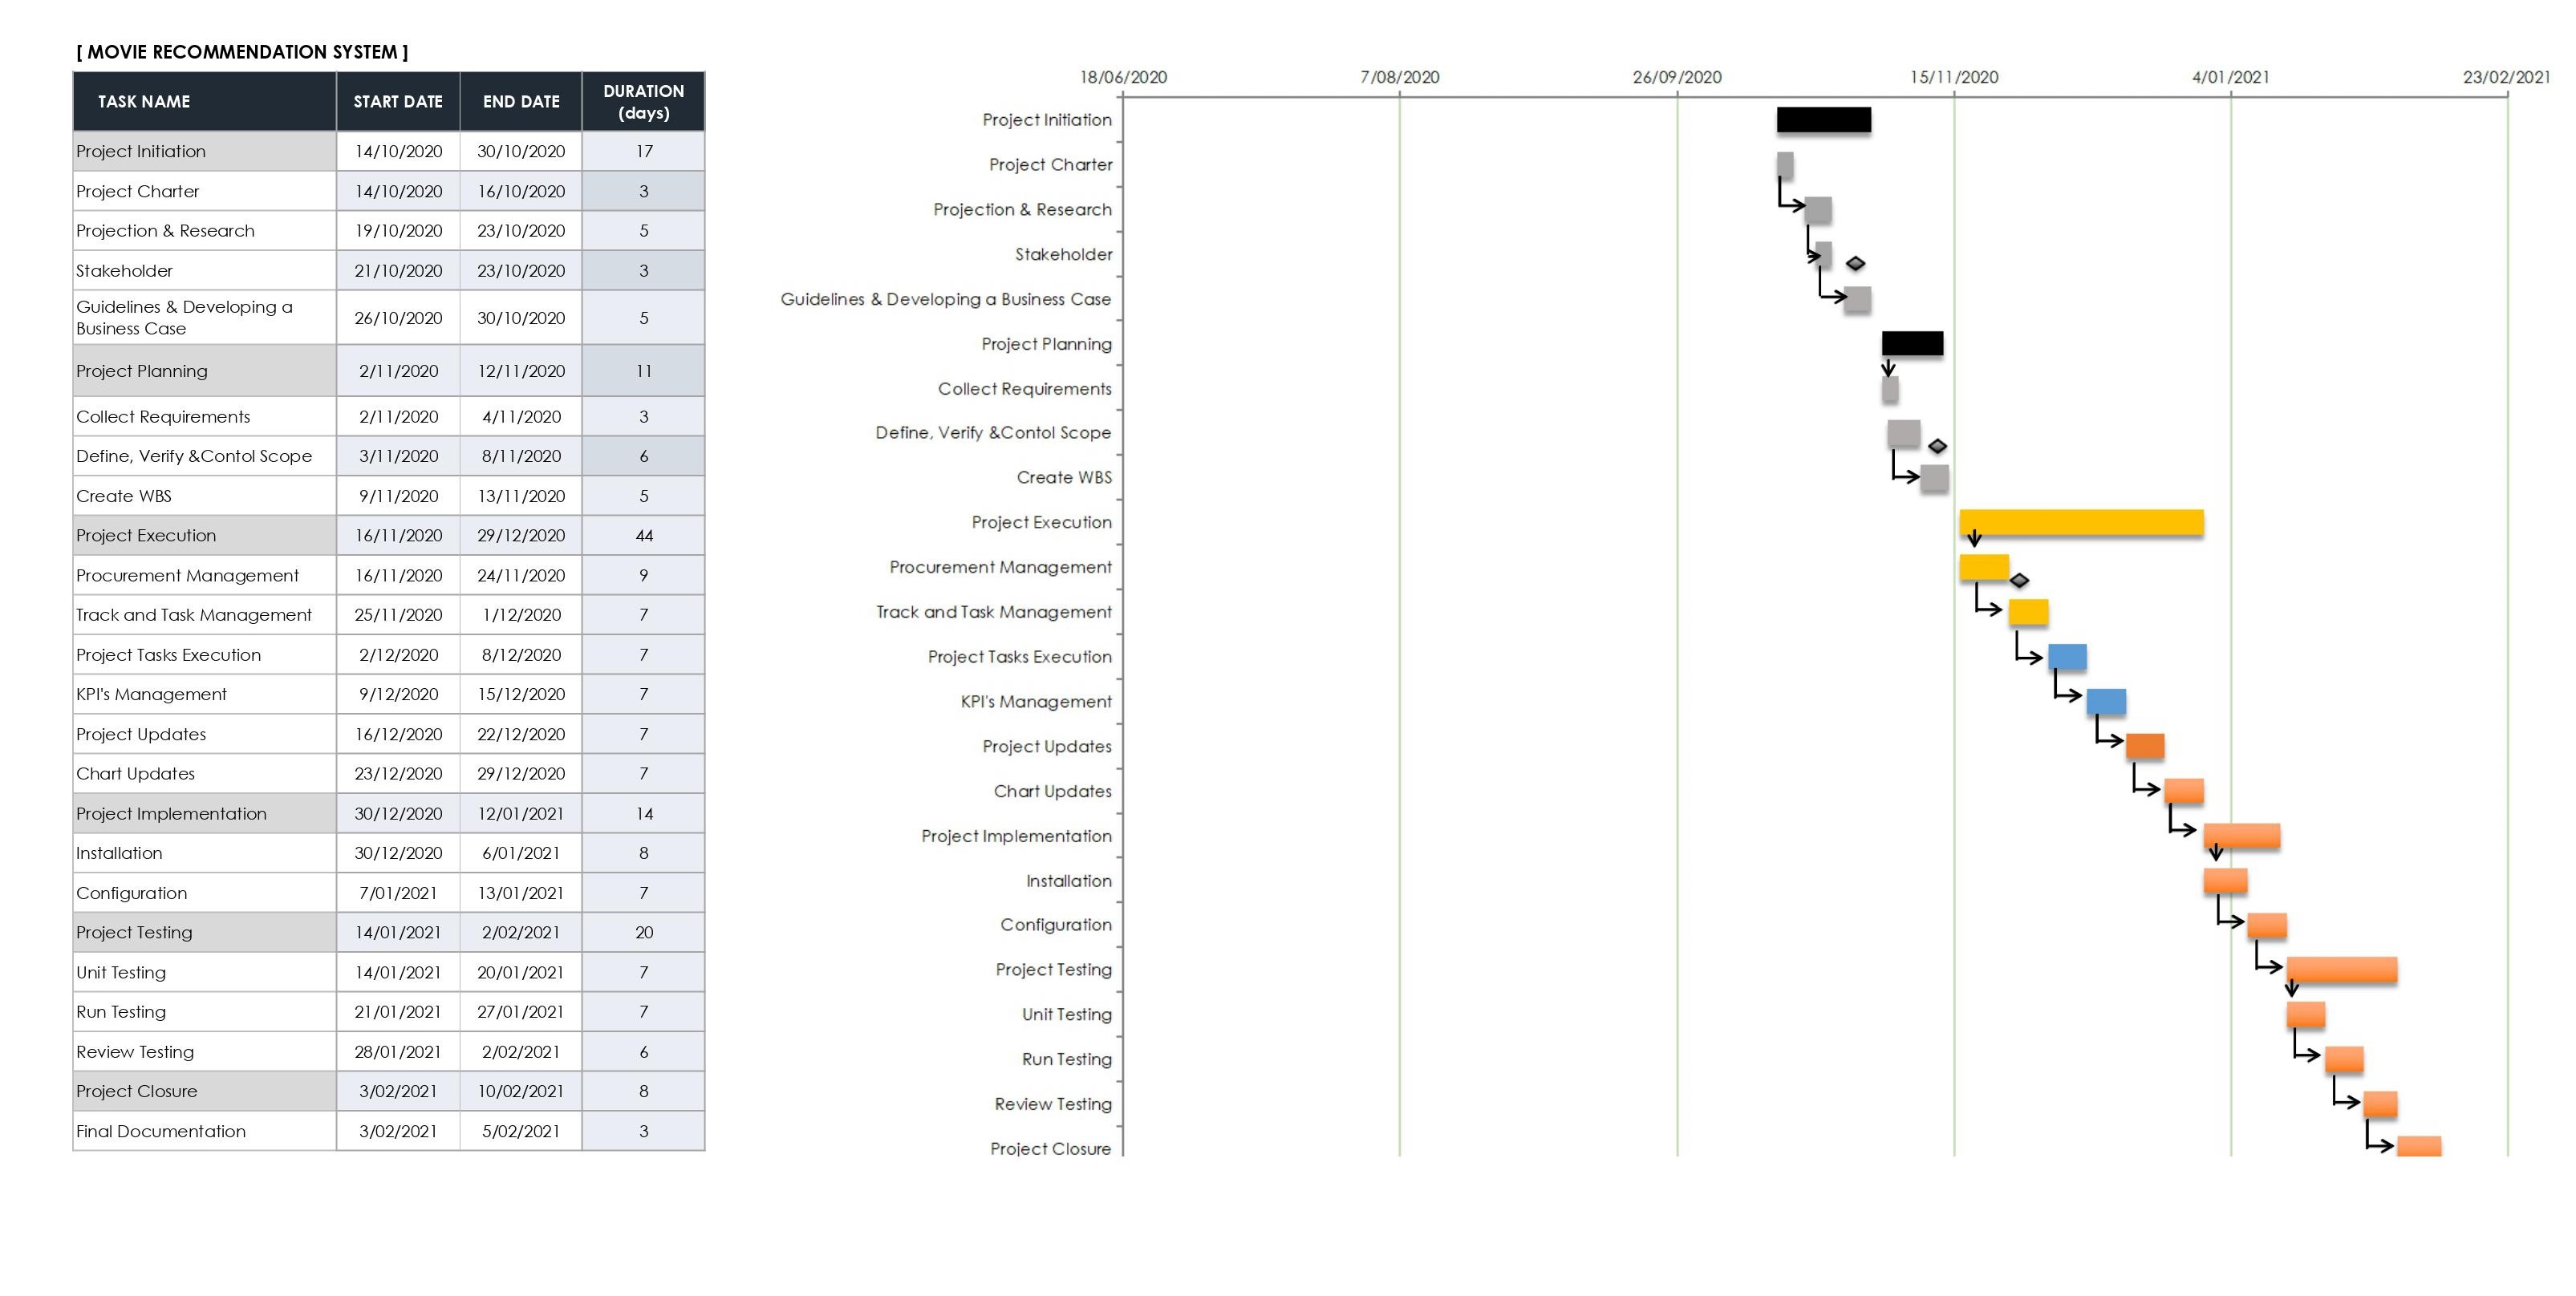 [ MOVIE RECOMMENDATION SYSTEM ]
TASK NAME START DATE END DATE DURATION (days)
Project Initiation 14/10/2020 30/10/2020 17
Project Charter 14/10/2020 16/10/2020 3
Projection & Research 19/10/2020 23/10/2020 5
Stakeholder 21/10/2020 23/10/2020 3
Guidelines & Developing a
Business Case 26/10/2020 30/10/2020 5
Project Planning 2/11/2020 12/11/2020 11
Collect Requirements 2/11/2020 4/11/2020 3
Define, Verify &Contol Scope 3/11/2020 8/11/2020 6
Create WBS 9/11/2020 13/11/2020 5
Project Execution 16/11/2020 29/12/2020 44
Procurement Management 16/11/2020 24/11/2020 9
Track and Task Management 25/11/2020 1/12/2020 7
Project Tasks Execution 2/12/2020 8/12/2020 7
KPI's Management 9/12/2020 15/12/2020 7
Project Updates 16/12/2020 22/12/2020 7
Chart Updates 23/12/2020 29/12/2020 7
Project Implementation 30/12/2020 12/01/2021 14
Installation 30/12/2020 6/01/2021 8
Configuration 7/01/2021 13/01/2021 7
Project Testing 14/01/2021 2/02/2021 20
Unit Testing 14/01/2021 20/01/2021 7
Run Testing 21/01/2021 27/01/2021 7
Review Testing 28/01/2021 2/02/2021 6
Project Closure 3/02/2021 10/02/2021 8
Final Documentation 3/02/2021 5/02/2021 3
18/06/2020 7/08/2020 26/09/2020 15/11/2020 4/01/2021 23/02/2021
Project Initiation
Project Charter
Projection & Research
Stakeholder
Guidelines & Developing a Business Case
Project Planning
Collect Requirements
Define, Verify &Contol Scope
Create WBS
Project Execution
Procurement Management
Track and Task Management
Project Tasks Execution
KPI's Management
Project Updates
Chart Updates
Project Implementation
Installation
Configuration
Project Testing
Unit Testing
Run Testing
Review Testing
Project Closure